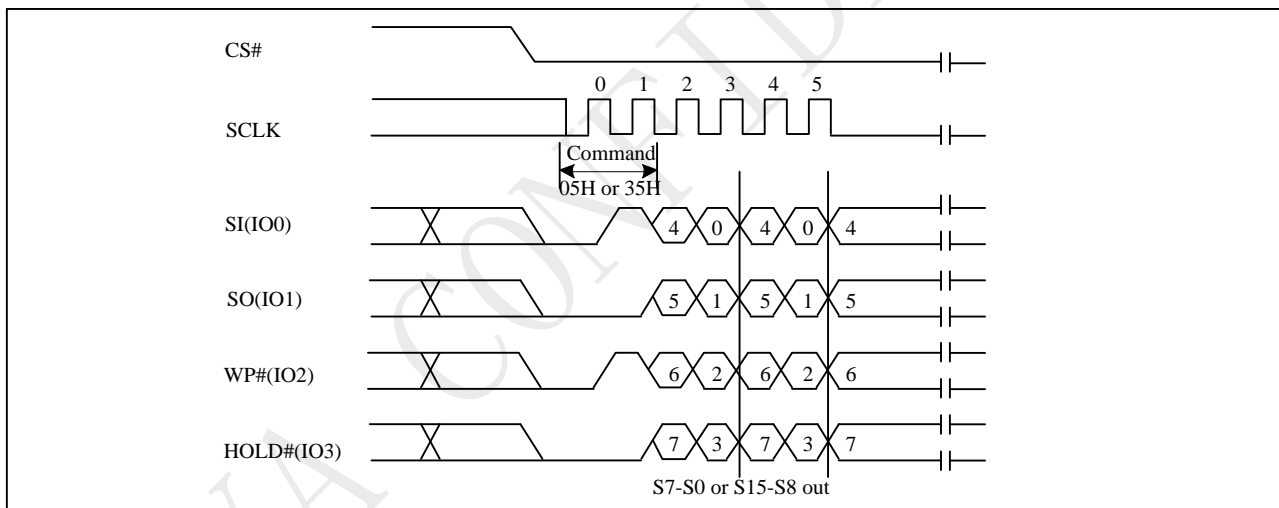 CS#
0 1 2 3 4 5
SCLK
Command
05H or 35H
SI(IO0) 4 0 4 0 4
SO(IO1) 5 1 5 1 5
WP#(IO2) 6 2 6 2 6
HOLD#(IO3) 7 3 7 3 7
S7-S0 or S15-S8 out